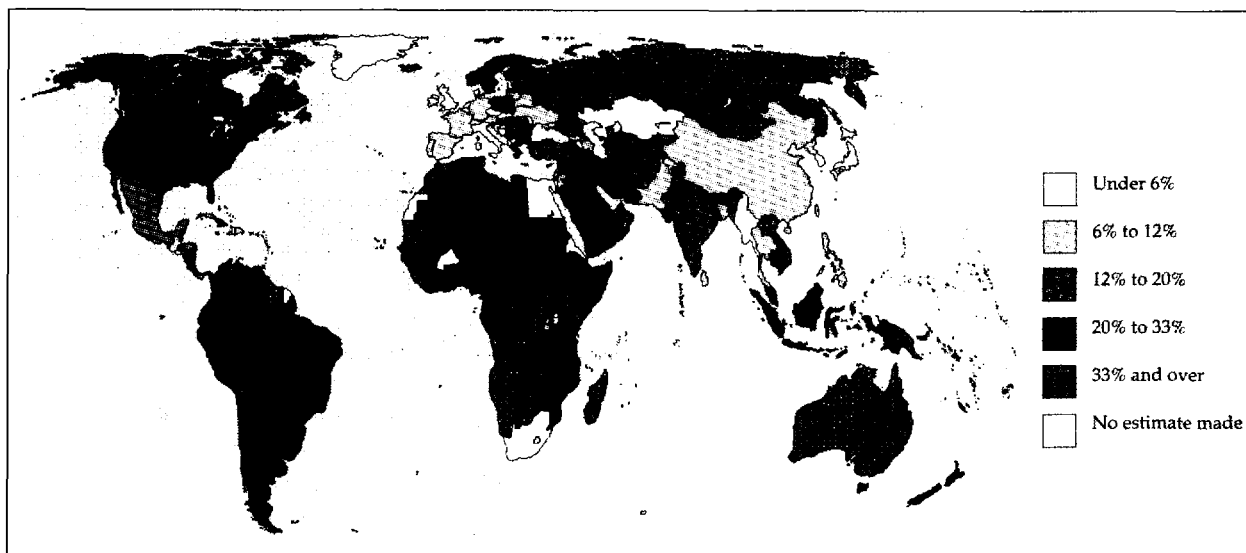 Under 6%
6% to 12%
12% to 20%
20% to 33%
33% and over
No estimate made